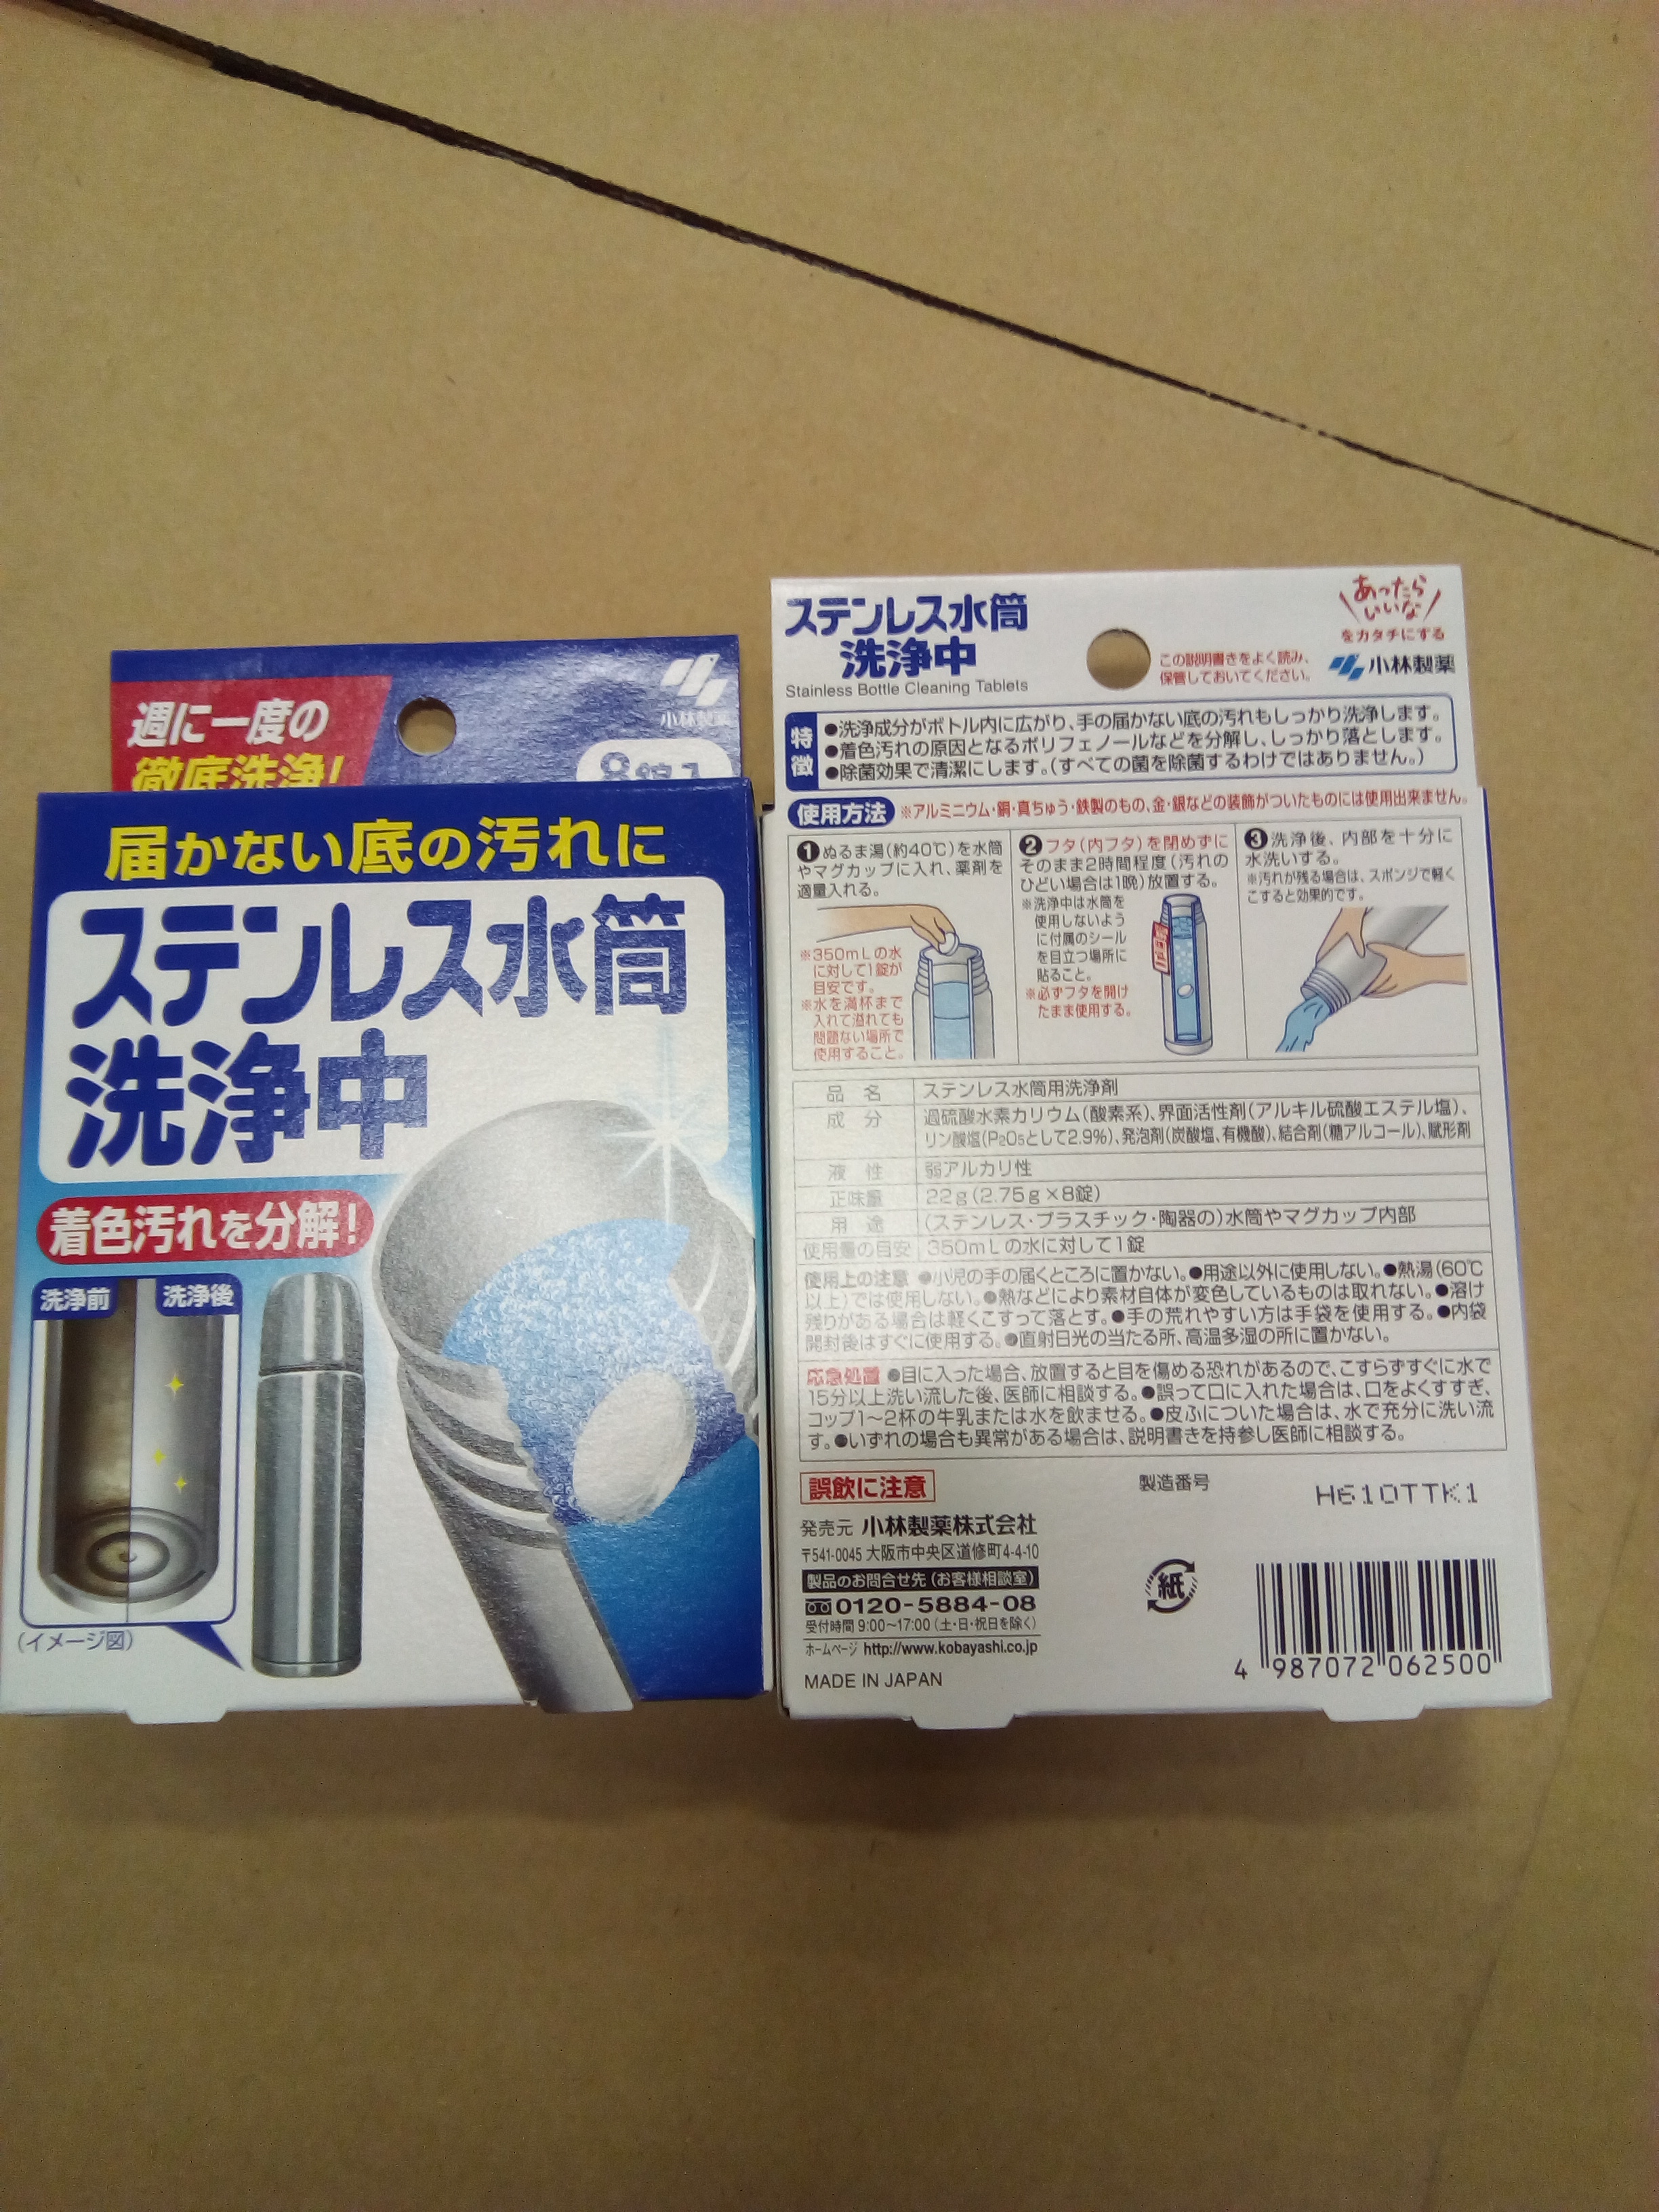 週に一度の
徹底洗浄!
小林製薬
8錠入
届かない底の汚れに
ステンレス水筒
洗浄中
着色汚れを分解!
洗浄前
洗浄後
(イメージ図)
ステンレス水筒
洗浄中
Stainless Bottle Cleaning Tablets
この説明書きをよく読み、
保管しておいてください。
あったら
いいな
をカタチにする
小林製薬
特徴
●洗浄成分がボトル内に広がり、手の届かない底の汚れもしっかり洗浄します。
●着色汚れの原因となるポリフェノールなどを分解し、しっかり落とします。
●除菌効果で清潔にします。(すべての菌を除菌するわけではありません。)
使用方法 ※アルミニウム・銅・真ちゅう・鉄製のもの、金・銀などの装飾がついたものには使用出来ません。
❶ぬるま湯(約40℃)を水筒
やマグカップに入れ、薬剤を
適量入れる。
※350mLの水
に対して1錠が
目安です。
※水を満杯まで
入れて溢れても
問題ない場所で
使用すること。
❷フタ(内フタ)を閉めずに
そのまま2時間程度(汚れの
ひどい場合は1晩)放置する。
※洗浄中は水筒を
使用しないよう
に付属のシール
を目立つ場所に
貼ること。
※必ずフタを開け
たまま使用する。
❸洗浄後、内部を十分に
水洗いする。
※汚れが残る場合は、スポンジで軽く
こすると効果的です。
品名 ステンレス水筒用洗浄剤
成分 過硫酸水素カリウム(酸素系)、界面活性剤(アルキル硫酸エステル塩)、
リン酸塩(P2O5として2.9%)、発泡剤(炭酸塩、有機酸)、結合剤(糖アルコール)、賦形剤
液性 弱アルカリ性
正味量 22g(2.75g×8錠)
用途 (ステンレス・プラスチック・陶器の)水筒やマグカップ内部
使用量の目安 350mLの水に対して1錠
使用上の注意 ●小児の手の届くところに置かない。●用途以外に使用しない。●熱湯(60℃
以上)では使用しない。●熱などにより素材自体が変色しているものは取れない。●溶け
残りがある場合は軽くこすって落とす。●手の荒れやすい方は手袋を使用する。●内袋
開封後はすぐに使用する。●直射日光の当たる所、高温多湿の所に置かない。
応急処置 ●目に入った場合、放置すると目を傷める恐れがあるので、こすらずすぐに水で
15分以上洗い流した後、医師に相談する。●誤って口に入れた場合は、口をよくすすぎ、
コップ1〜2杯の牛乳または水を飲ませる。●皮ふについた場合は、水で充分に洗い流
す。●いずれの場合も異常がある場合は、説明書きを持参し医師に相談する。
誤飲に注意
製造番号 H610TTK1
発売元 小林製薬株式会社
〒541-0045 大阪市中央区道修町4-4-10
製品のお問合せ先(お客様相談室)
0120-5884-08
受付時間 9:00〜17:00(土・日・祝日を除く)
ホームページ http://www.kobayashi.co.jp
MADE IN JAPAN
紙
4 987072 062500